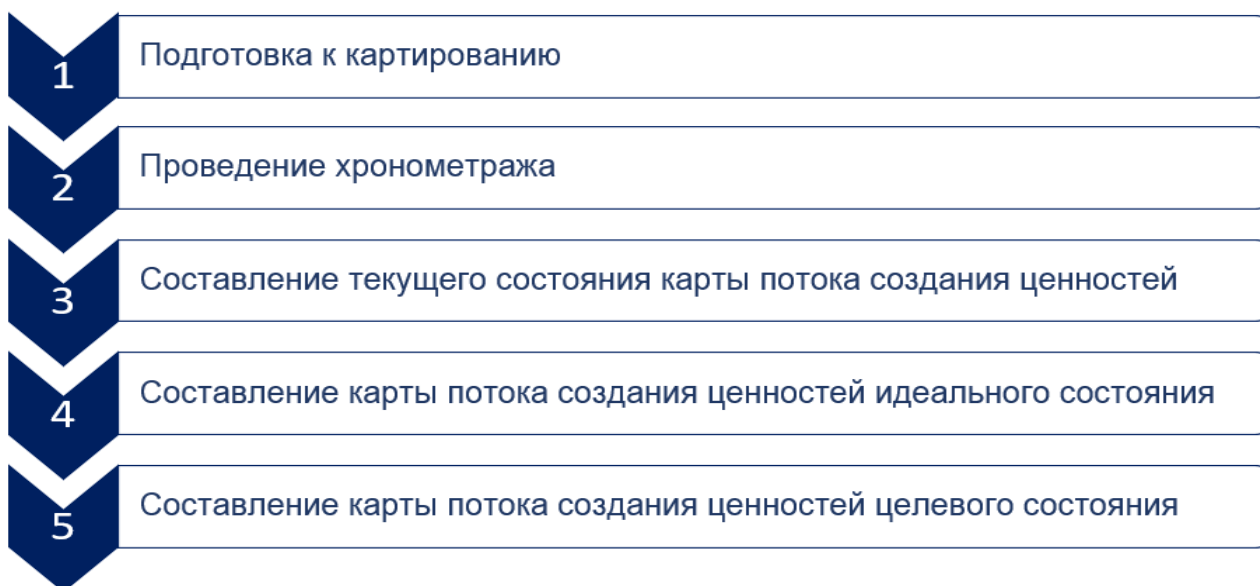 1
Подготовка к картированию
2
Проведение хронометража
3
Составление текущего состояния карты потока создания ценностей
4
Составление карты потока создания ценностей идеального состояния
5
Составление карты потока создания ценностей целевого состояния